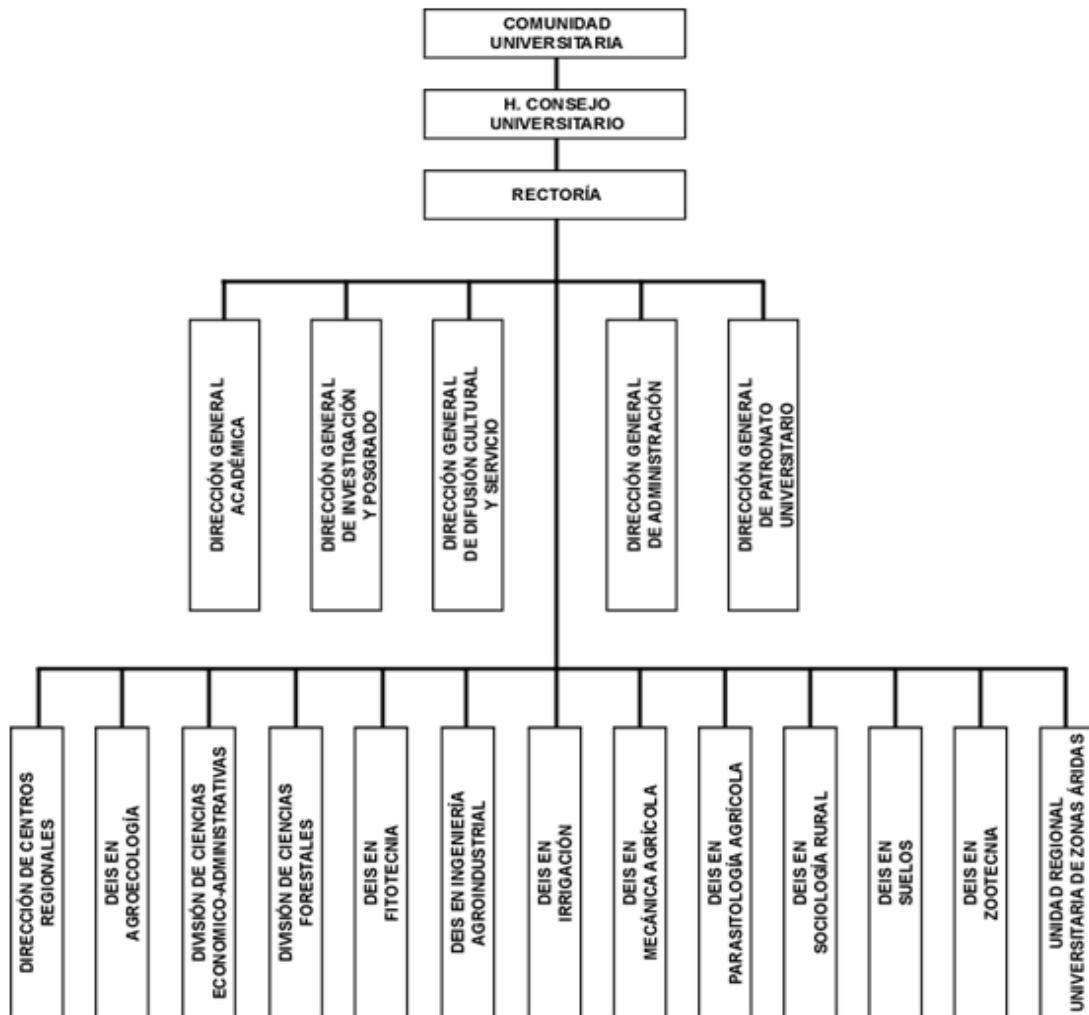 COMUNIDAD
UNIVERSITARIA
H. CONSEJO
UNIVERSITARIO
RECTORÍA
DIRECCIÓN GENERAL
ACADÉMICA
DIRECCIÓN GENERAL
DE INVESTIGACIÓN
Y POSGRADO
DIRECCIÓN GENERAL
DE DIFUSIÓN CULTURAL
Y SERVICIO
DIRECCIÓN GENERAL
DE ADMINISTRACIÓN
DIRECCIÓN GENERAL
DE PATRONATO
UNIVERSITARIO
DIRECCIÓN DE CENTROS
REGIONALES
DEIS EN
AGROECOLOGÍA
DIVISIÓN DE CIENCIAS
ECONOMICO-ADMINISTRATIVAS
DIVISIÓN DE CIENCIAS
FORESTALES
DEIS EN
FITOTECNIA
DEIS EN INGENIERÍA
AGROINDUSTRIAL
DEIS EN
IRRIGACIÓN
DEIS EN
MECÁNICA AGRÍCOLA
DEIS EN
PARASITOLOGÍA AGRÍCOLA
DEIS EN
SOCIOLOGÍA RURAL
DEIS EN
SUELOS
DEIS EN
ZOOTECNIA
UNIDAD REGIONAL
UNIVERSITARIA DE ZONAS ÁRIDAS